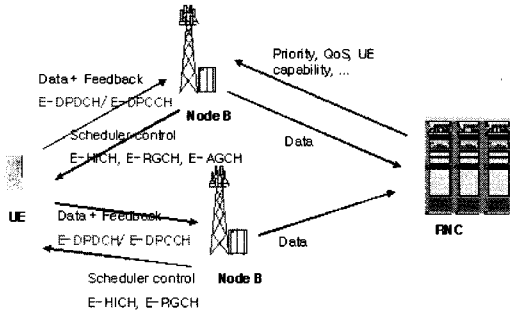 Priority, QoS, UE
capability, ...
Data + Feedback
E-DPDCH/ E-DPCCH
Node B
Scheduler control
Data
E-HICH, E-RGCH, E-AGCH
UE
Data + Feedback
RNC
E-DPDCH/ E-DPCCH
Data
Scheduler control
Node B
E-HICH, E-RGCH